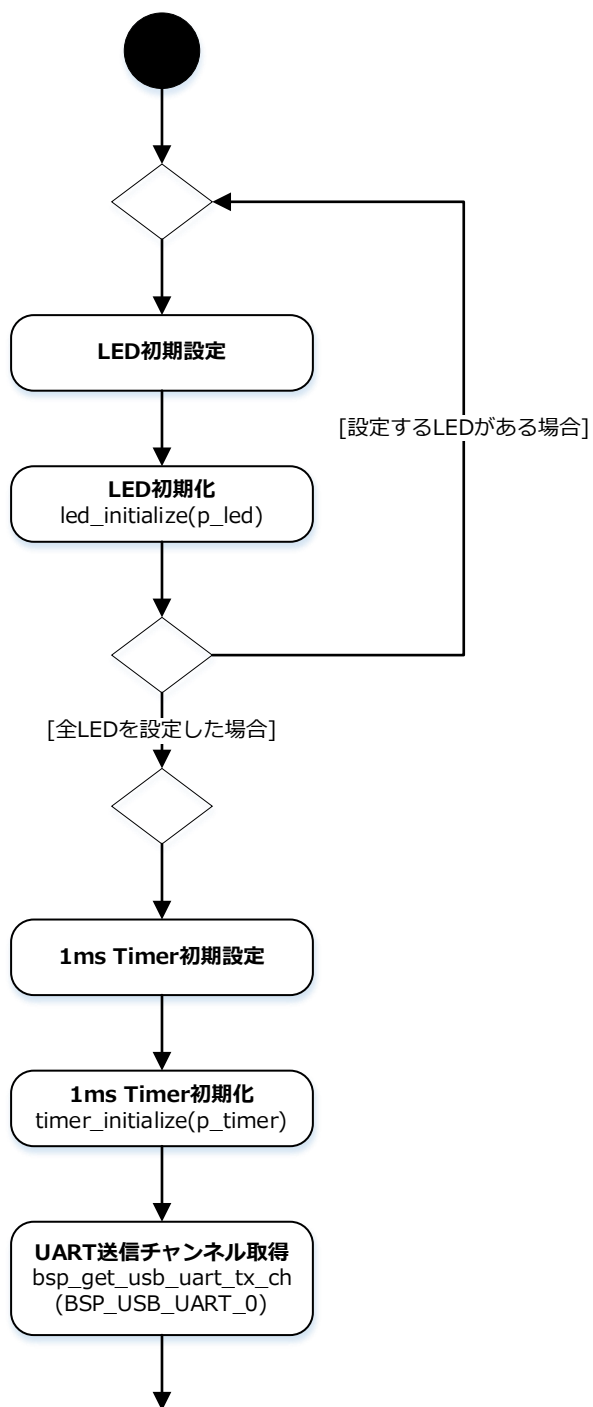 LED初期設定
[設定するLEDがある場合]
LED初期化
led_initialize(p_led)
[全LEDを設定した場合]
1ms Timer初期設定
1ms Timer初期化
timer_initialize(p_timer)
UART送信チャンネル取得
bsp_get_usb_uart_tx_ch
(BSP_USB_UART_0)